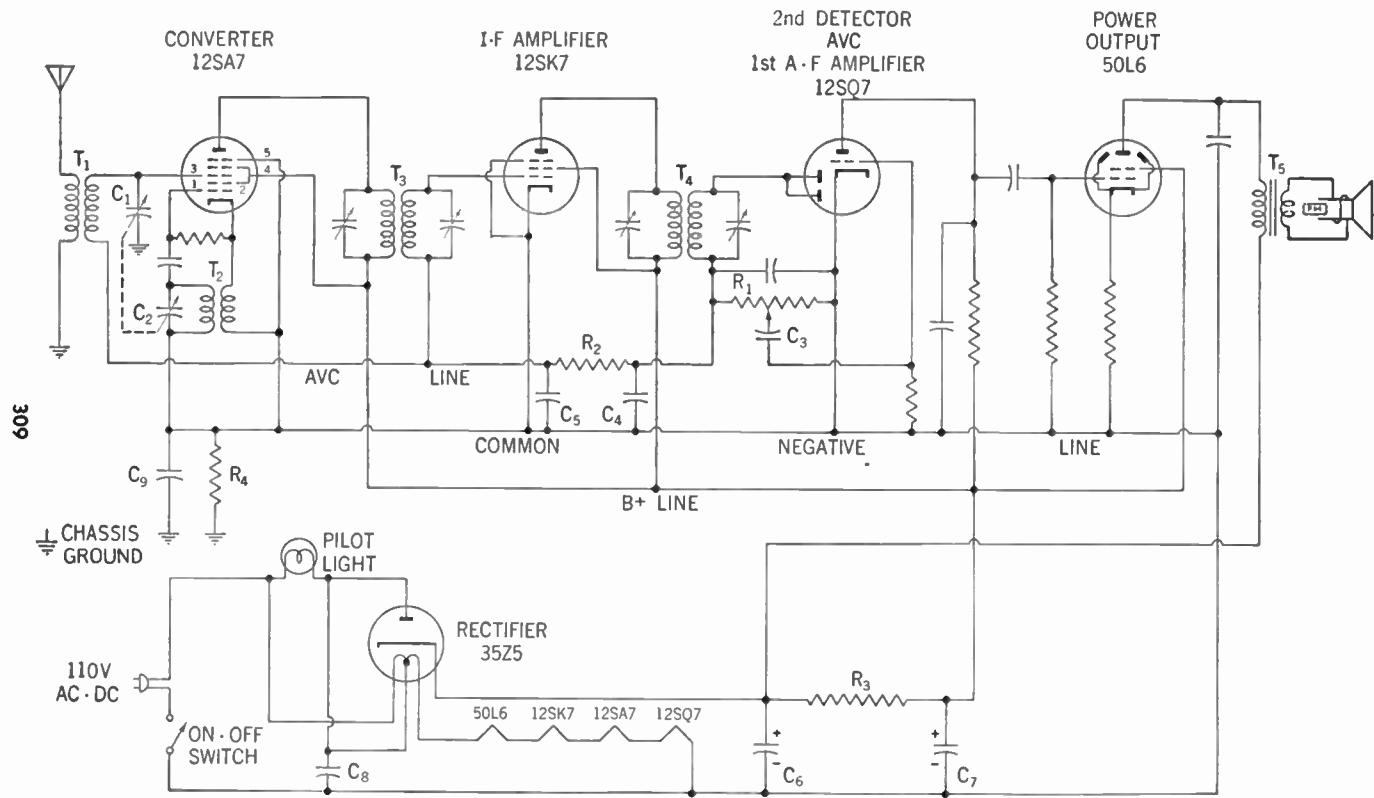 2nd DETECTOR
AVC
1st A·F AMPLIFIER
12SQ7
POWER
OUTPUT
50L6
CONVERTER
12SA7
I·F AMPLIFIER
12SK7
T1
C1
3
1
5
4
2
T2
C2
T3
T4
T5
PM
R1
C3
R2
AVC LINE
C5
C4
COMMON NEGATIVE LINE
C9
R4
B+ LINE
CHASSIS
GROUND
PILOT
LIGHT
RECTIFIER
35Z5
110V
AC·DC
ON·OFF
SWITCH
C8
50L6 12SK7 12SA7 12SQ7
R3
+
-
C6
+
-
C7
309